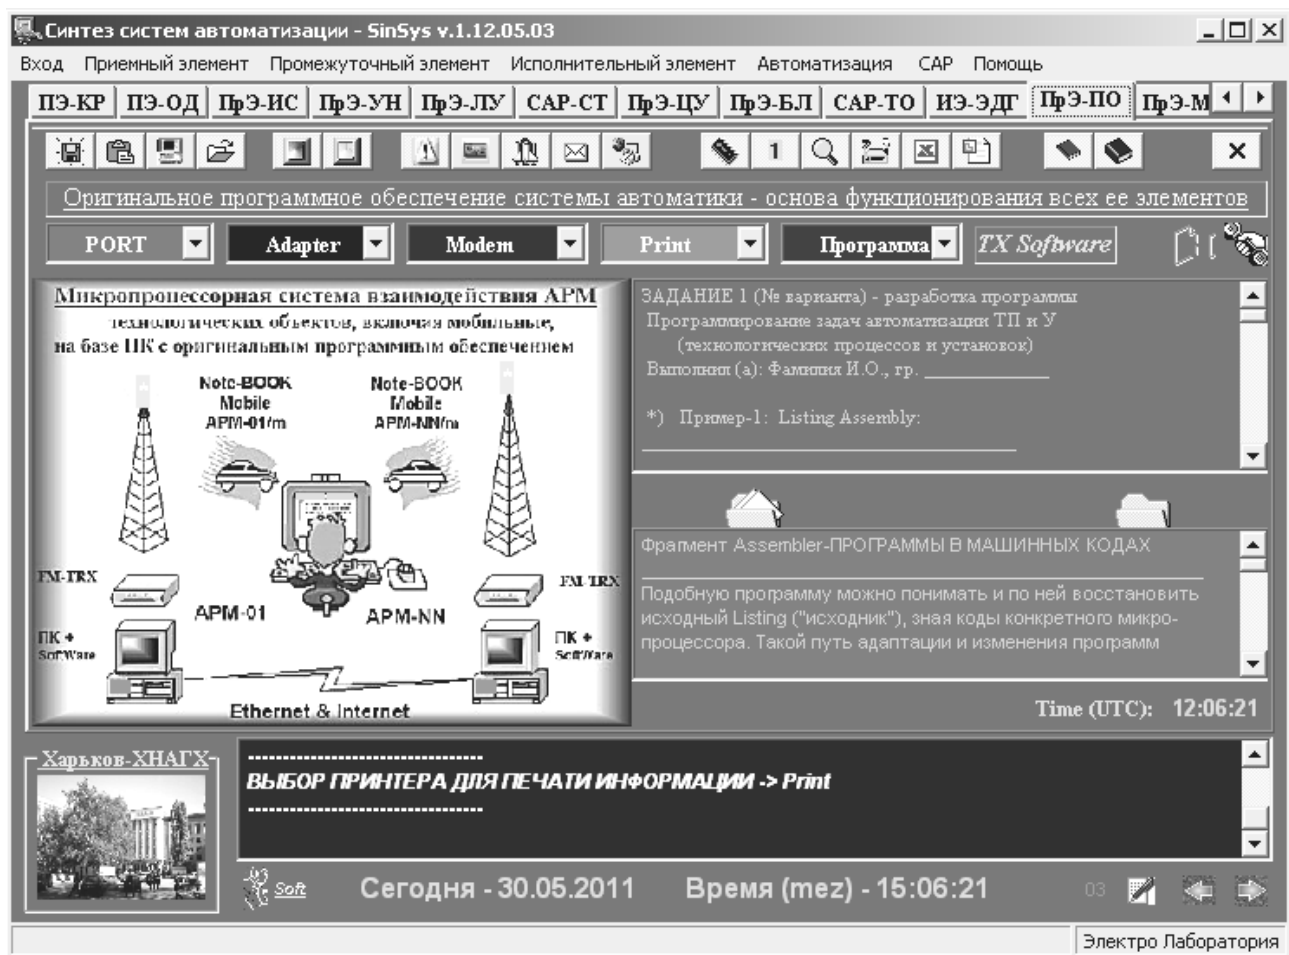 Синтез систем автоматизации - SinSys v.1.12.05.03
Вход Приемный элемент Промежуточный элемент Исполнительный элемент Автоматизация САР Помощь
ПЭ-КР ПЭ-ОД ПрЭ-ИС ПрЭ-УН ПрЭ-ЛУ САР-СТ ПрЭ-ЦУ ПрЭ-БЛ САР-ТО ИЭ-ЭДГ ПрЭ-ПО ПрЭ-М
1
Оригинальное программное обеспечение системы автоматики - основа функционирования всех ее элементов
PORT Adapter Modem Print Программа TX Software
Микропроцессорная система взаимодействия АРМ
технологических объектов, включая мобильные,
на базе ПК с оригинальным программным обеспечением
Note-BOOK Note-BOOK
Mobile Mobile
АРМ-01/m АРМ-NN/m
FM-TRX FM-TRX
АРМ-01 АРМ-NN
ПК + ПК +
SoftWare SoftWare
Ethernet & Internet
ЗАДАНИЕ 1 (№ варианта) - разработка программы
Программирование задач автоматизации ТП и У
(технологических процессов и установок)
Выполнил (а): Фамилия И.О., гр. ____________
*) Пример-1: Listing Assembly:
Фрагмент Assembler-ПРОГРАММЫ В МАШИННЫХ КОДАХ
Подобную программу можно понимать и по ней восстановить
исходный Listing ("исходник"), зная коды конкретного микро-
процессора. Такой путь адаптации и изменения программ
Time (UTC): 12:06:21
Харьков-ХНАГХ
---------------------------------
ВЫБОР ПРИНТЕРА ДЛЯ ПЕЧАТИ ИНФОРМАЦИИ -> Print
---------------------------------
Soft Сегодня - 30.05.2011 Время (mez) - 15:06:21 03
Электро Лаборатория